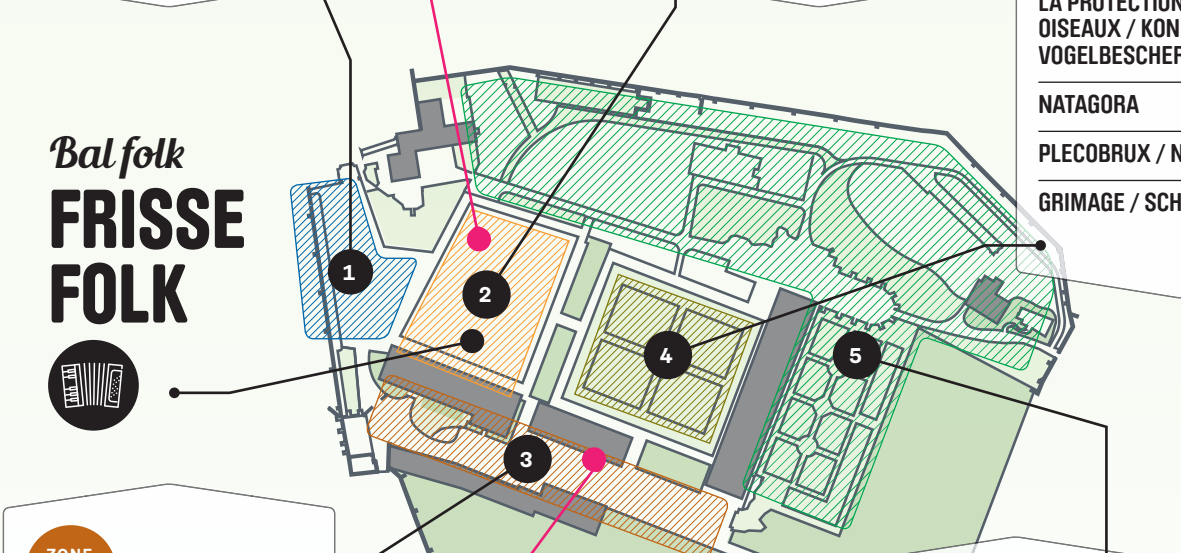 LA PROTECTION
OISEAUX / KON
VOGELBESCHER
NATAGORA
PLECOBRUX / N
GRIMAGE / SCH
Bal folk
FRISSE
FOLK
1
2
3
4
5
ZONE